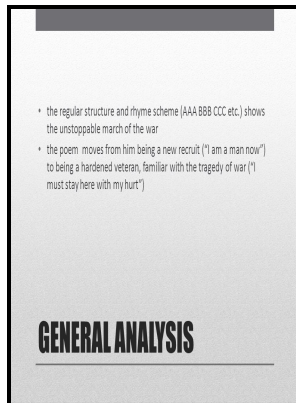 • the regular structure and rhyme scheme (AAA BBB CCC etc.) shows
the unstoppable march of the war
• the poem moves from him being a new recruit ("I am a man now")
to being a hardened veteran, familiar with the tragedy of war ("I
must stay here with my hurt")
GENERAL ANALYSIS